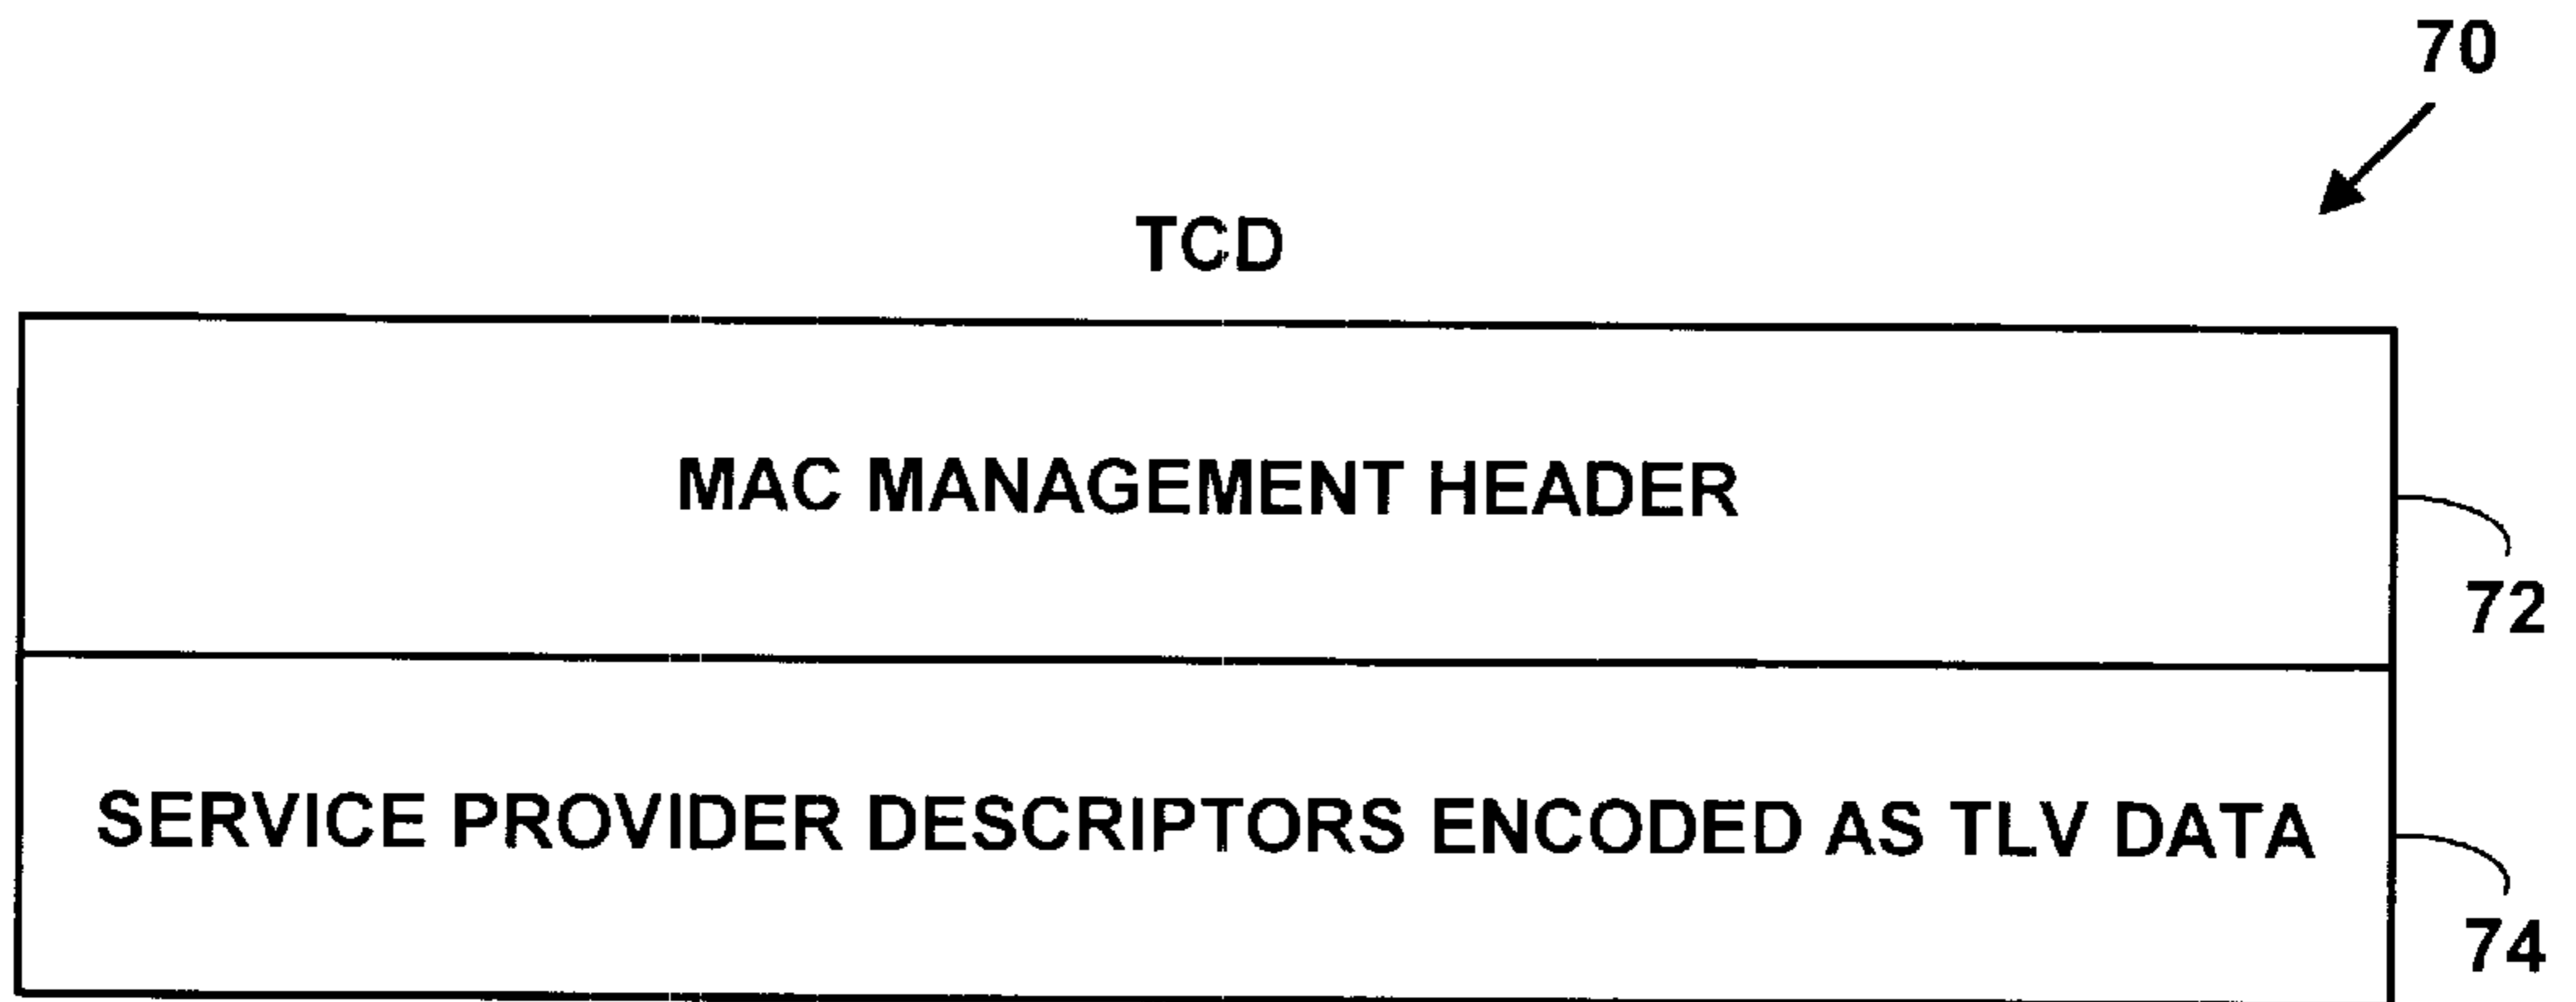 70
TCD
MAC MANAGEMENT HEADER
72
SERVICE PROVIDER DESCRIPTORS ENCODED AS TLV DATA
74